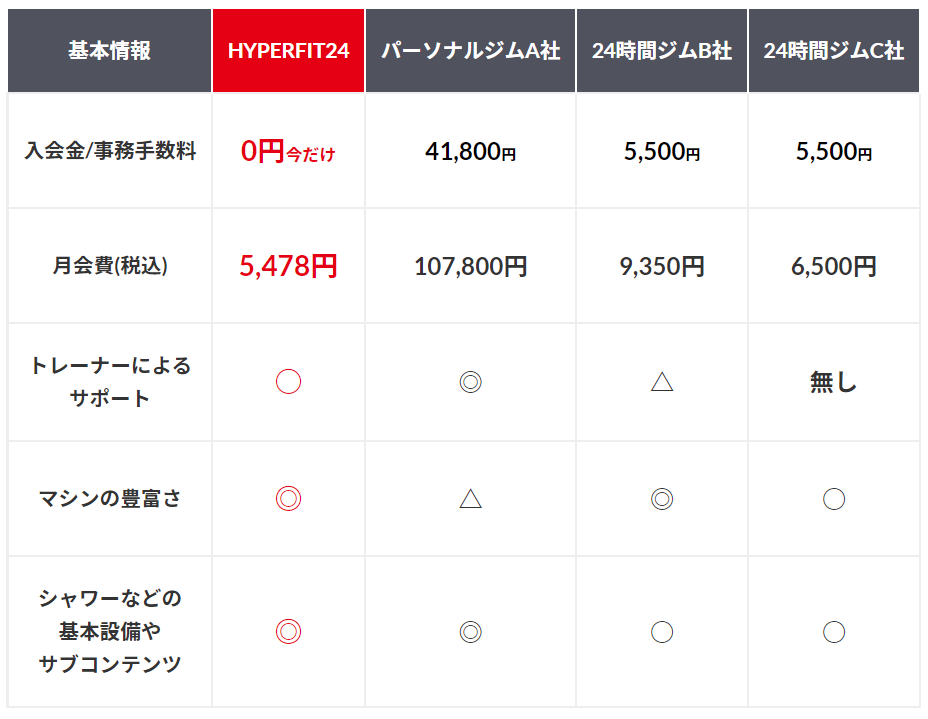 基本情報 HYPERFIT24 パーソナルジムA社 24時間ジムB社 24時間ジムC社
入会金/事務手数料 0円今だけ 41,800円 5,500円 5,500円
月会費(税込) 5,478円 107,800円 9,350円 6,500円
トレーナーによる
サポート ○ ◎ △ 無し
マシンの豊富さ ◎ △ ◎ ○
シャワーなどの
基本設備や ◎ ◎ ○ ○
サブコンテンツ